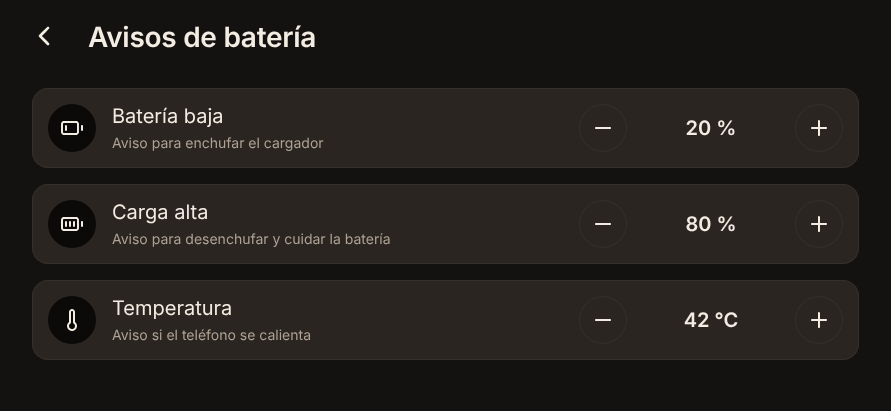 Avisos de batería
Batería baja
Aviso para enchufar el cargador
20 %
Carga alta
Aviso para desenchufar y cuidar la batería
80 %
Temperatura
Aviso si el teléfono se calienta
42 °C